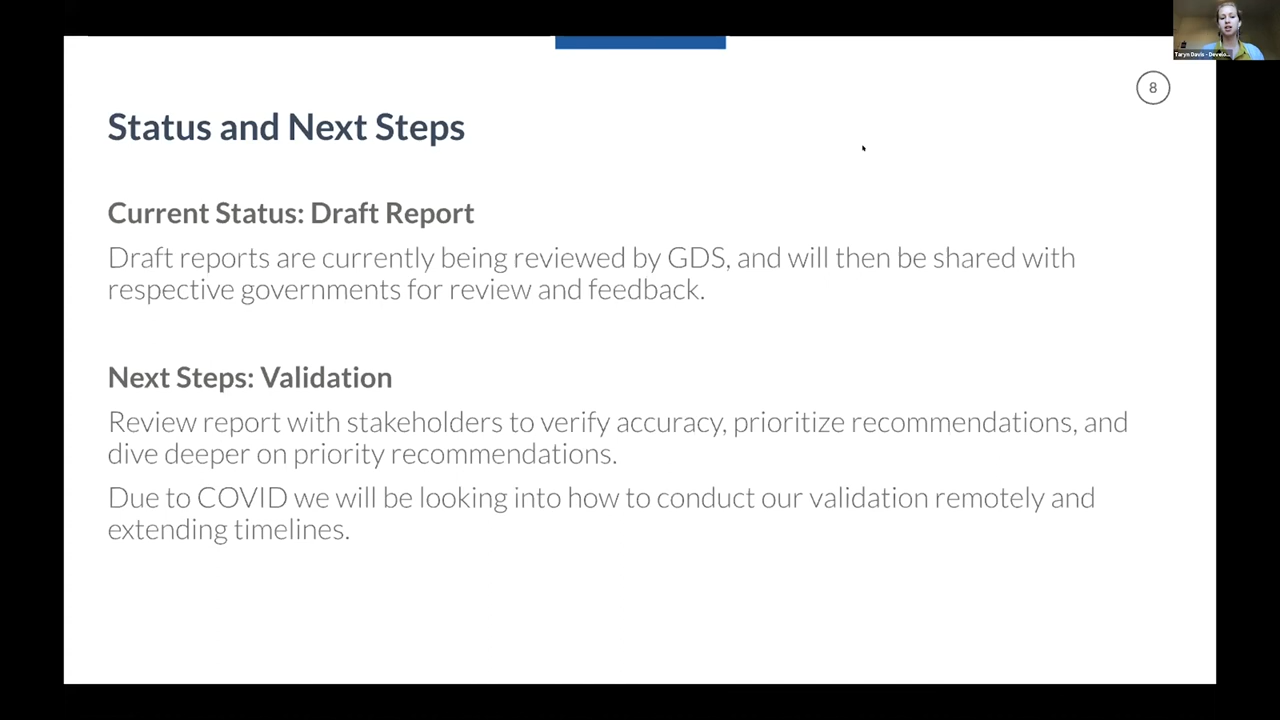 Taryn Davis - Develo...
8
Status and Next Steps
Current Status: Draft Report
Draft reports are currently being reviewed by GDS, and will then be shared with
respective governments for review and feedback.
Next Steps: Validation
Review report with stakeholders to verify accuracy, prioritize recommendations, and
dive deeper on priority recommendations.
Due to COVID we will be looking into how to conduct our validation remotely and
extending timelines.